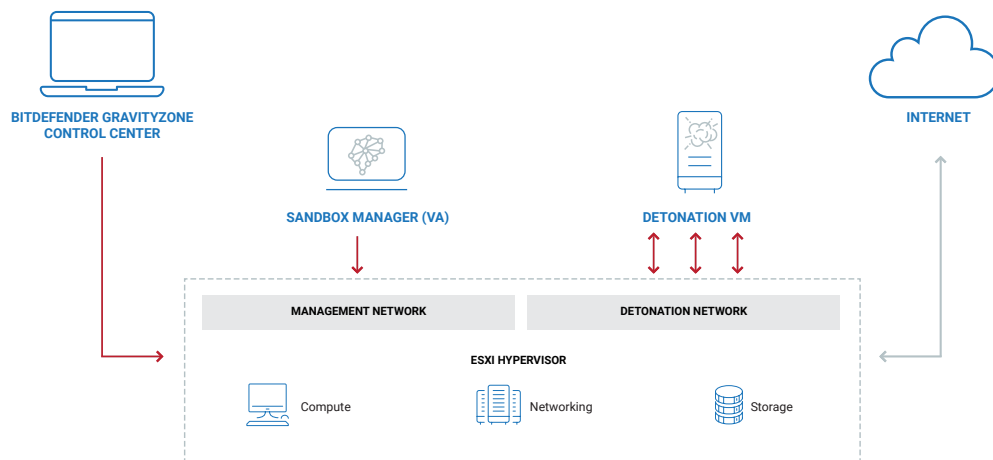 BITDEFENDER GRAVITYZONE
CONTROL CENTER
INTERNET
SANDBOX MANAGER (VA)
DETONATION VM
MANAGEMENT NETWORK
DETONATION NETWORK
ESXI HYPERVISOR
Compute
Networking
Storage